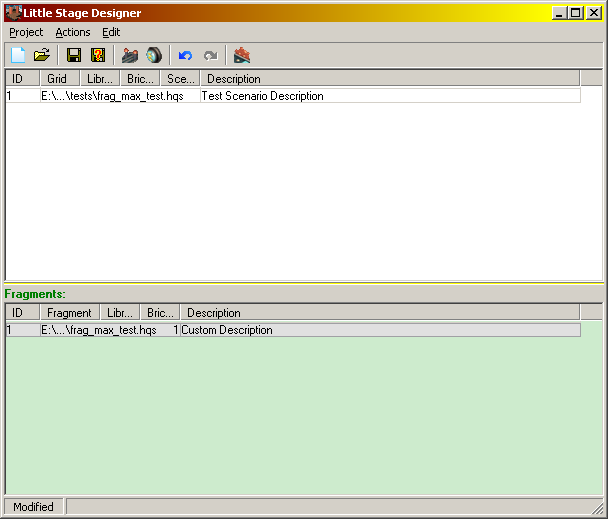 Little Stage Designer
Project Actions Edit
ID Grid Libr... Bric... Sce... Description
1 E:\...\tests\frag_max_test.hqs Test Scenario Description
Fragments:
ID Fragment Libr... Bric... Description
1 E:\...\frag_max_test.hqs 1 Custom Description
Modified